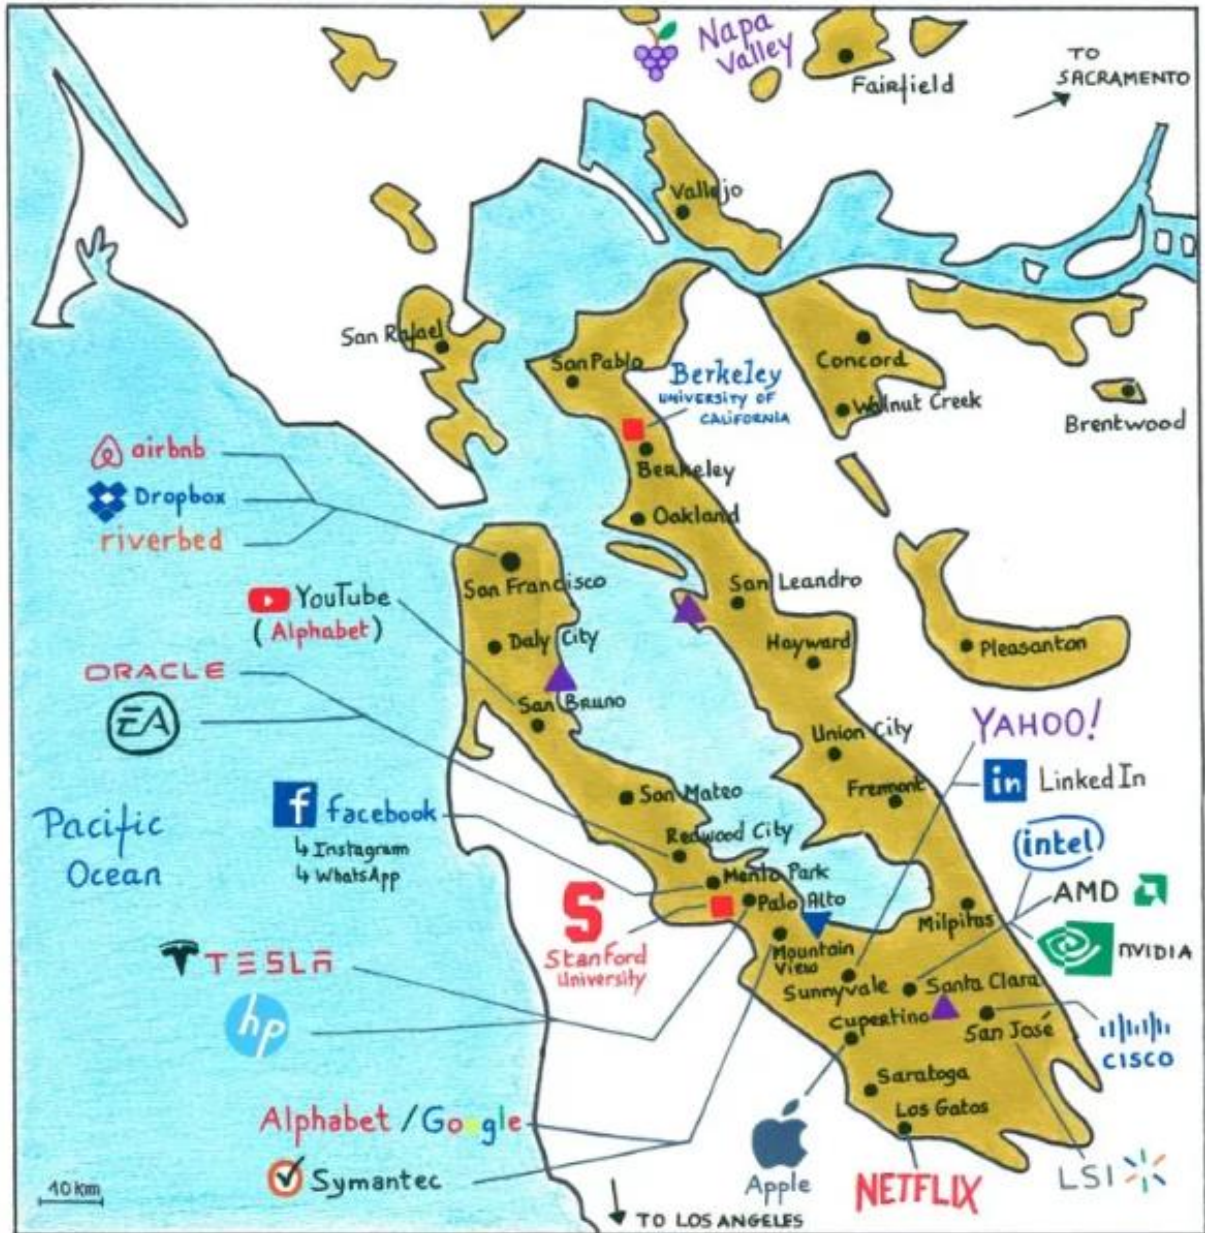 Napa
Valley
Fairfield
TO
SACRAMENTO
Vallejo
San Rafael
San Pablo
Concord
Berkeley
UNIVERSITY OF
CALIFORNIA
Walnut Creek
Brentwood
airbnb
Berkeley
Dropbox
Oakland
riverbed
San Francisco
San Leandro
YouTube
(Alphabet)
Daly City
Hayward
Pleasanton
ORACLE
EA
San Bruno
Union City
YAHOO!
in LinkedIn
Pacific
Ocean
f facebook
↳ Instagram
↳ WhatsApp
San Mateo
Fremont
Redwood City
intel
Menlo Park
AMD
S
Stanford
University
Palo Alto
Milpitas
nVIDIA
Mountain
View
TESLA
hp
Sunnyvale
Santa Clara
Cupertino
San José
CISCO
Saratoga
Los Gatos
Alphabet / Google
Symantec
Apple
NETFLIX
LSI
40 km
TO LOS ANGELES